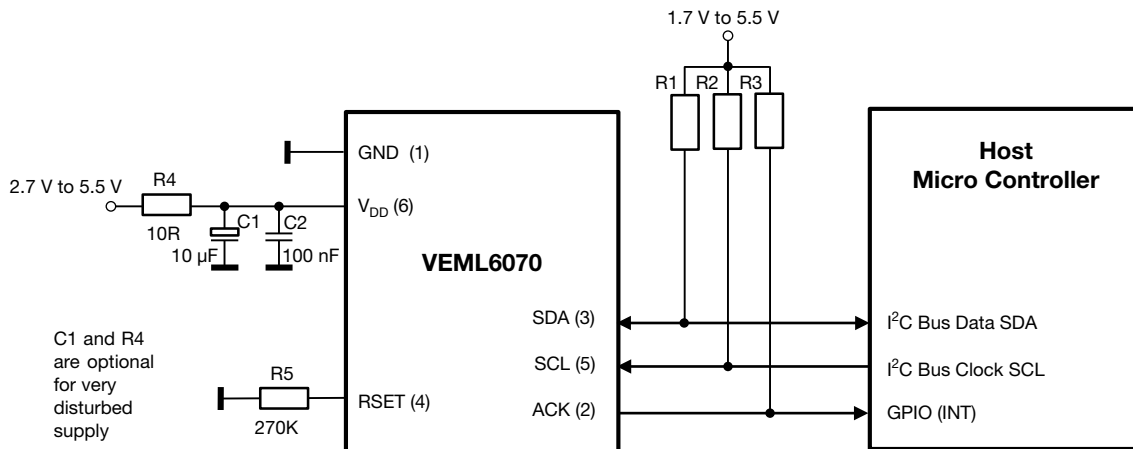 1.7 V to 5.5 V
R1 R2 R3
Host
Micro Controller
GND (1)
2.7 V to 5.5 V
R4
10R
V_DD (6)
C1
10 µF
C2
100 nF
VEML6070
SDA (3)
I²C Bus Data SDA
C1 and R4
are optional
for very
disturbed
supply
SCL (5)
I²C Bus Clock SCL
R5
270K
RSET (4)
ACK (2)
GPIO (INT)